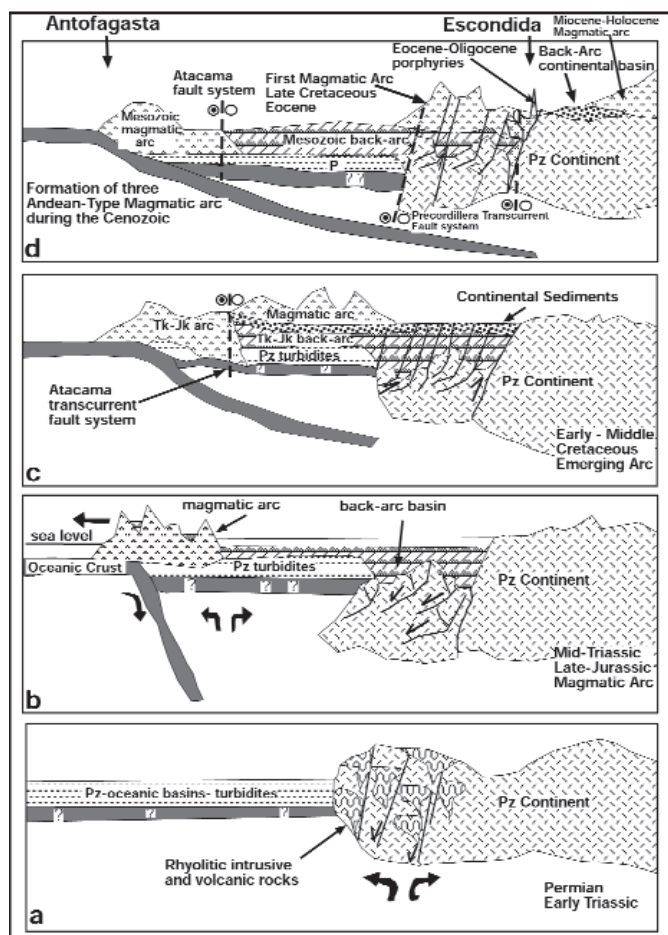 Antofagasta
Escondida
Miocene-Holocene
Magmatic arc
Eocene-Oligocene
porphyries
Back-Arc
continental basin
Atacama
fault system
First Magmatic Arc
Late Cretaceous
Eocene
Mesozoic
magmatic
arc
Mesozoic back-arc
Pz Continent
P
? ?
Formation of three
Andean-Type Magmatic arc
during the Cenozoic
Precordillera Transcurrent
Fault system
d
Continental Sediments
Magmatic arc
Tk-Jk arc
Tk-Jk back-arc
Pz turbidites
? ? ?
Pz Continent
Atacama
transcurrent
fault system
Early - Middle
Cretaceous
Emerging Arc
c
magmatic arc
back-arc basin
sea level
Oceanic Crust
Pz turbidites
? ? ?
Pz Continent
Mid-Triassic
Late-Jurassic
Magmatic Arc
b
Pz-oceanic basins- turbidites
? ? ?
Pz Continent
Rhyolitic intrusive
and volcanic rocks
Permian
Early Triassic
a